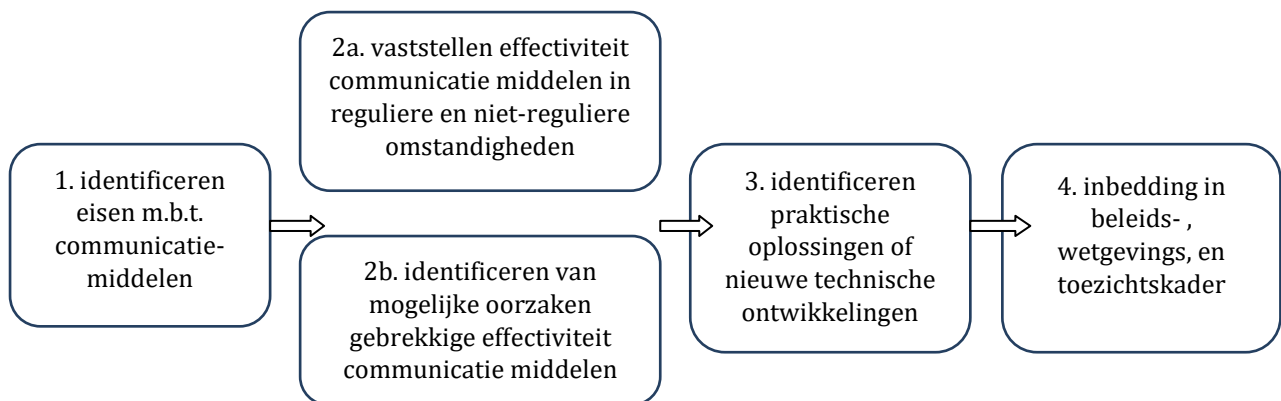 1. identificeren
eisen m.b.t.
communicatie-
middelen
2a. vaststellen effectiviteit
communicatie middelen in
reguliere en niet-reguliere
omstandigheden
2b. identificeren van
mogelijke oorzaken
gebrekkige effectiviteit
communicatie middelen
3. identificeren
praktische
oplossingen of
nieuwe technische
ontwikkelingen
4. inbedding in
beleids- ,
wetgevings, en
toezichtskader